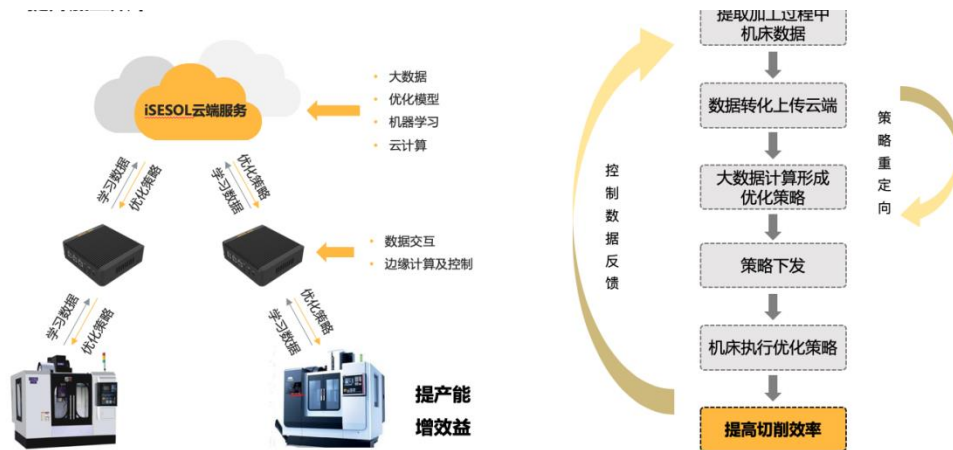 iSESOL云端服务
大数据
优化模型
机器学习
云计算
学习数据
优化策略
优化策略
学习数据
数据交互
边缘计算及控制
学习数据
优化策略
优化策略
学习数据
提产能
增效益
提取加工过程中
机床数据
数据转化上传云端
大数据计算形成
优化策略
策略下发
机床执行优化策略
提高切削效率
控制数据反馈
策略重定向